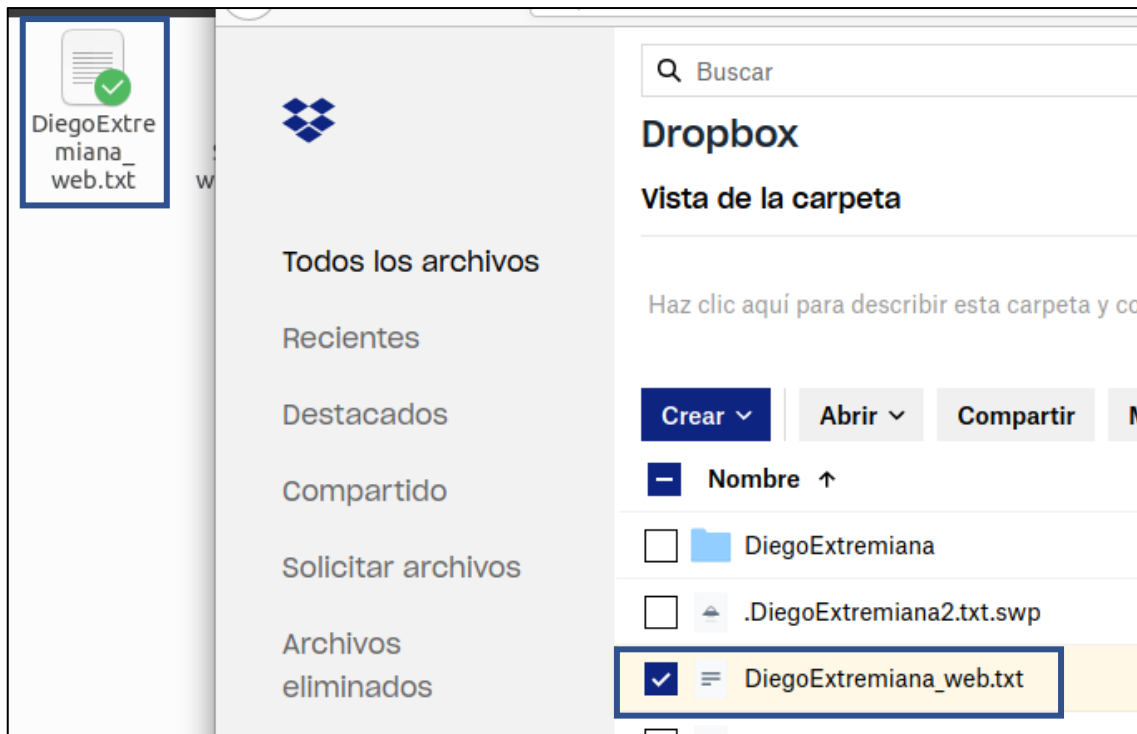 DiegoExtre
miana_
web.txt
w
Buscar
Dropbox
Vista de la carpeta
Todos los archivos
Recientes
Destacados
Compartido
Solicitar archivos
Archivos
eliminados
Haz clic aquí para describir esta carpeta y co
Crear
Abrir
Compartir
Nombre ↑
DiegoExtremiana
.DiegoExtremiana2.txt.swp
DiegoExtremiana_web.txt